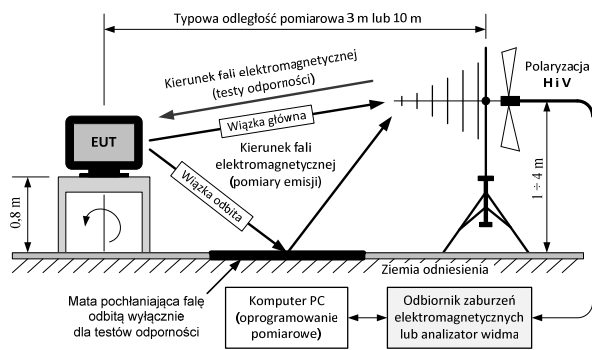 Typowa odległość pomiarowa 3 m lub 10 m
Kierunek fali elektromagnetycznej
(testy odporności)
Polaryzacja
H i V
EUT
Wiązka główna
Kierunek fali
elektromagnetycznej
(pomiary emisji)
Wiązka odbita
0,8 m
1 ÷ 4 m
Ziemia odniesienia
Mata pochłaniająca falę
odbitą wyłącznie
dla testów odporności
Komputer PC
(oprogramowanie
pomiarowe)
Odbiornik zaburzeń
elektromagnetycznych
lub analizator widma